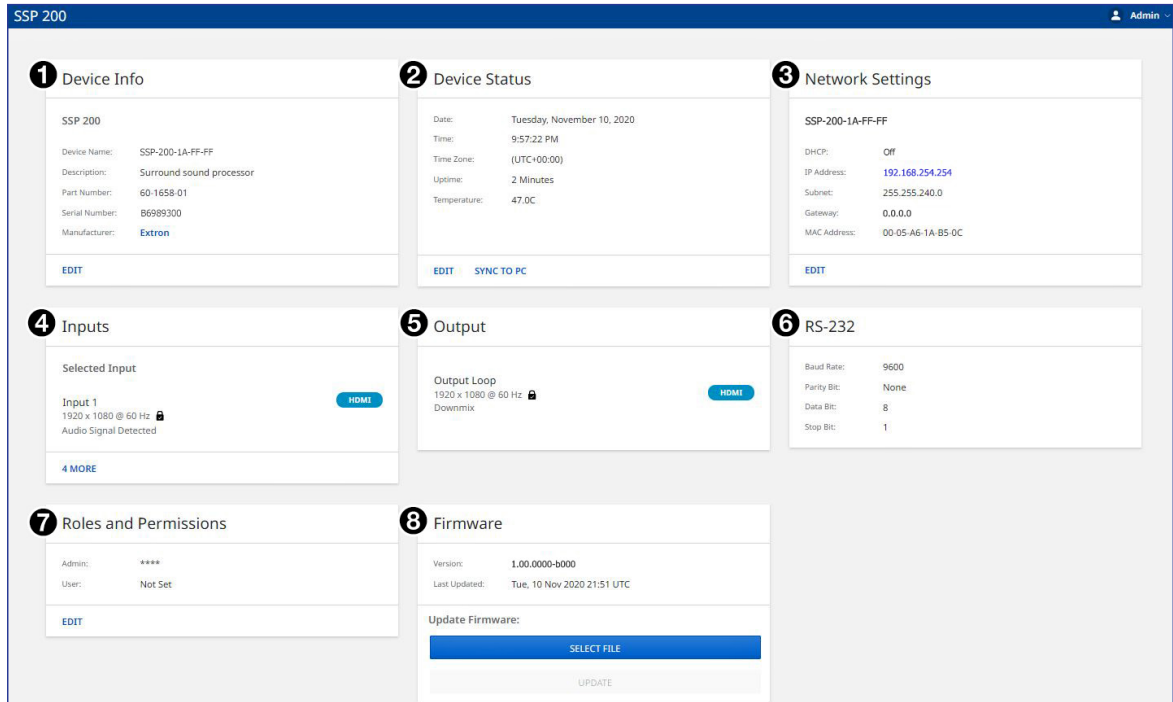 SSP 200
Admin
1 Device Info
SSP 200
Device Name: SSP-200-1A-FF-FF
Description: Surround sound processor
Part Number: 60-1658-01
Serial Number: B6989300
Manufacturer: Extron
EDIT
2 Device Status
Date: Tuesday, November 10, 2020
Time: 9:57:22 PM
Time Zone: (UTC+00:00)
Uptime: 2 Minutes
Temperature: 47.0C
EDIT SYNC TO PC
3 Network Settings
SSP-200-1A-FF-FF
DHCP: Off
IP Address: 192.168.254.254
Subnet: 255.255.240.0
Gateway: 0.0.0.0
MAC Address: 00-05-A6-1A-B5-0C
EDIT
4 Inputs
Selected Input
Input 1 HDMI
1920 x 1080 @ 60 Hz
Audio Signal Detected
4 MORE
5 Output
Output Loop HDMI
1920 x 1080 @ 60 Hz
Downmix
6 RS-232
Baud Rate: 9600
Parity Bit: None
Data Bit: 8
Stop Bit: 1
7 Roles and Permissions
Admin: ****
User: Not Set
EDIT
8 Firmware
Version: 1.00.0000-b000
Last Updated: Tue, 10 Nov 2020 21:51 UTC
Update Firmware:
SELECT FILE
UPDATE